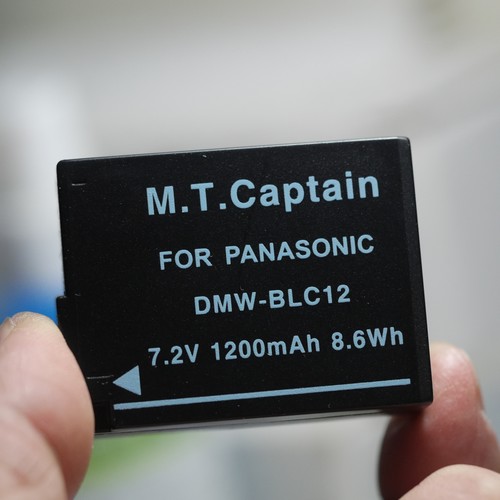 M.T.Captain
FOR PANASONIC
DMW-BLC12
7.2V 1200mAh 8.6Wh